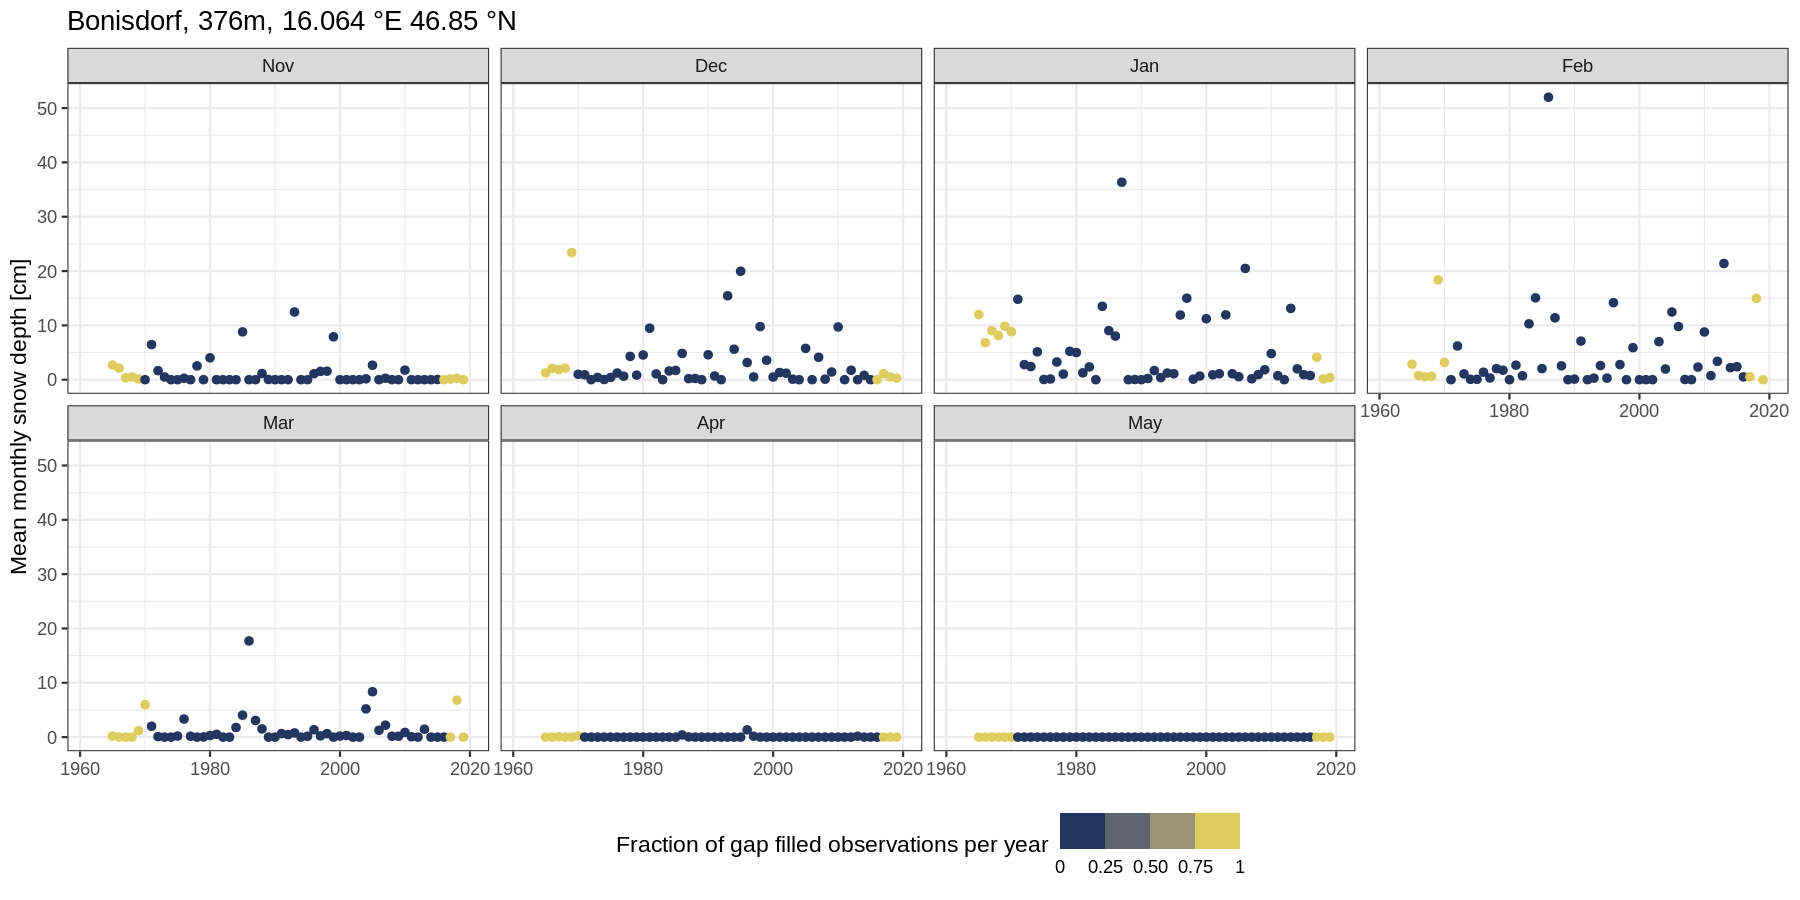 Bonisdorf, 376m, 16.064 °E 46.85 °N
Nov Dec Jan Feb
50
40
30
20
10
0
1960 1980 2000 2020
Mar Apr May
50
40
30
20
10
0
1960 1980 2000 2020 1960 1980 2000 2020 1960 1980 2000 2020
Mean monthly snow depth [cm]
Fraction of gap filled observations per year
0 0.25 0.50 0.75 1